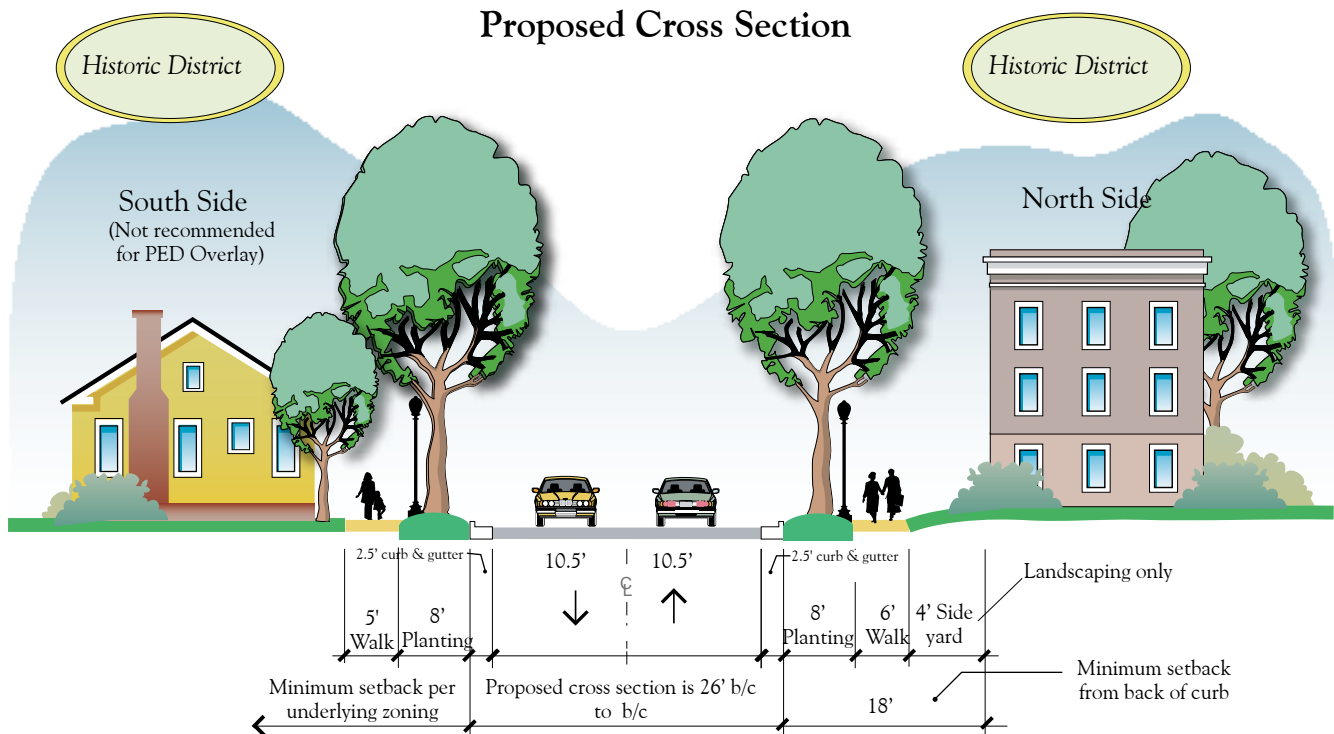 Proposed Cross Section
Historic District
Historic District
South Side
(Not recommended
for PED Overlay)
North Side
2.5' curb & gutter
10.5'
10.5'
2.5' curb & gutter
℄
Landscaping only
5'
Walk
8'
Planting
8'
Planting
6'
Walk
4' Side
yard
Minimum setback per
underlying zoning
Proposed cross section is 26' b/c
to b/c
18'
Minimum setback
from back of curb